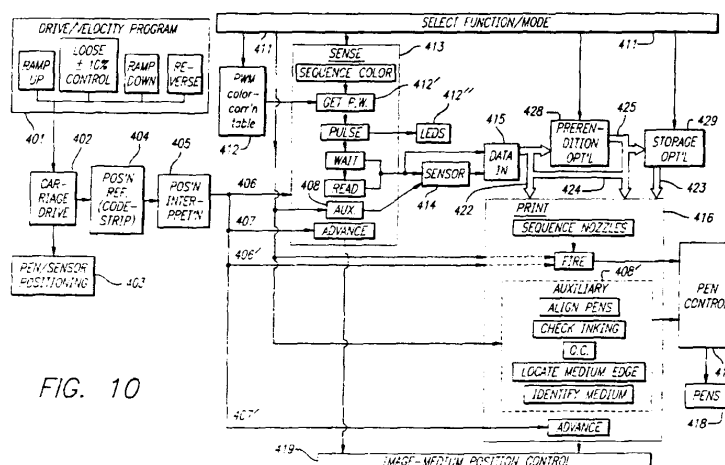 DRIVE/VELOCITY PROGRAM
RAMP UP
LOOSE ± 10% CONTROL
RAMP DOWN
RE-VERSE
401
402
404
405
CAR-RIAGE DRIVE
POS'N REF. (CODE-STRIP)
POS'N INTERP'ET'N
PEN/SENSOR POSITIONING
403
FIG. 10
SELECT FUNCTION/MODE
411
411
PWM color-corr'n table
412
SENSE
413
SEQUENCE COLOR
GET P.W.
412'
PULSE
LEDS
412''
WAIT
READ
408
AUX.
ADVANCE
406
407
406'
407'
SENSOR
414
415
DATA IN
422
428
PREREN-DITION OPT'L
425
424
429
STORAGE OPT'L
423
PRINT
416
SEQUENCE NOZZLES
FIRE
408'
AUXILIARY
ALIGN PENS
CHECK INKING
Q.C.
LOCATE MEDIUM EDGE
IDENTIFY MEDIUM
ADVANCE
PEN CONTROL
PENS
418
419
IMAGE-MEDIUM POSITION CONTROL